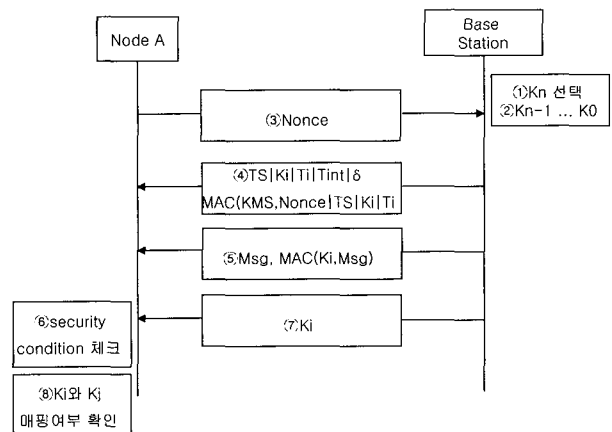 Node A
Base
Station
①Kn 선택
②Kn-1 ... K0
③Nonce
④TS|Ki|Ti|Tint|δ
MAC(KMS,Nonce|TS|Ki|Ti
⑤Msg, MAC(Ki,Msg)
⑥security
condition 체크
⑦Ki
⑧Ki와 Kj
매핑여부 확인